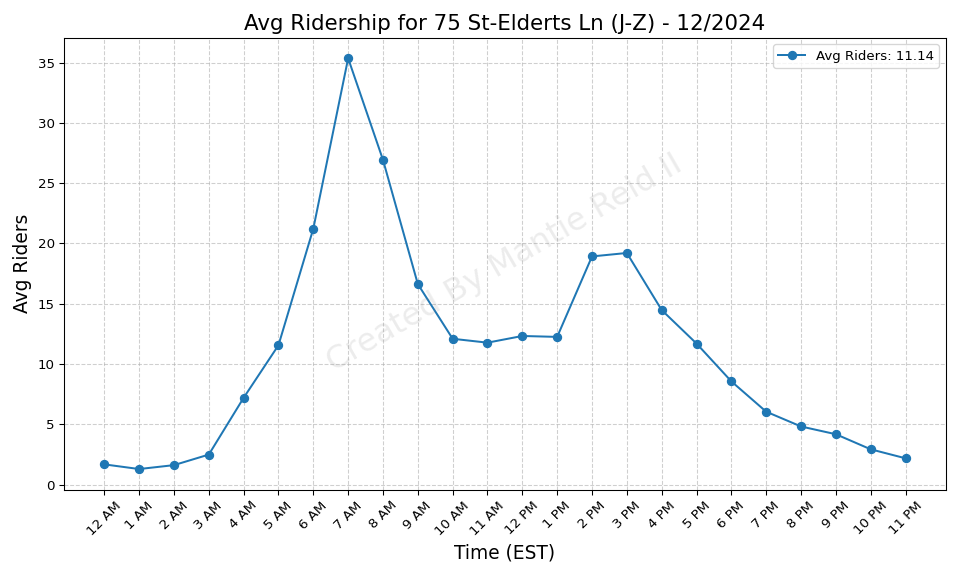 Avg Ridership for 75 St-Elderts Ln (J-Z) - 12/2024
Avg Riders: 11.14
Created By Mantie Reid II
Avg Riders
35
30
25
20
15
10
5
0
12 AM
1 AM
2 AM
3 AM
4 AM
5 AM
6 AM
7 AM
8 AM
9 AM
10 AM
11 AM
12 PM
1 PM
2 PM
3 PM
4 PM
5 PM
6 PM
7 PM
8 PM
9 PM
10 PM
11 PM
Time (EST)